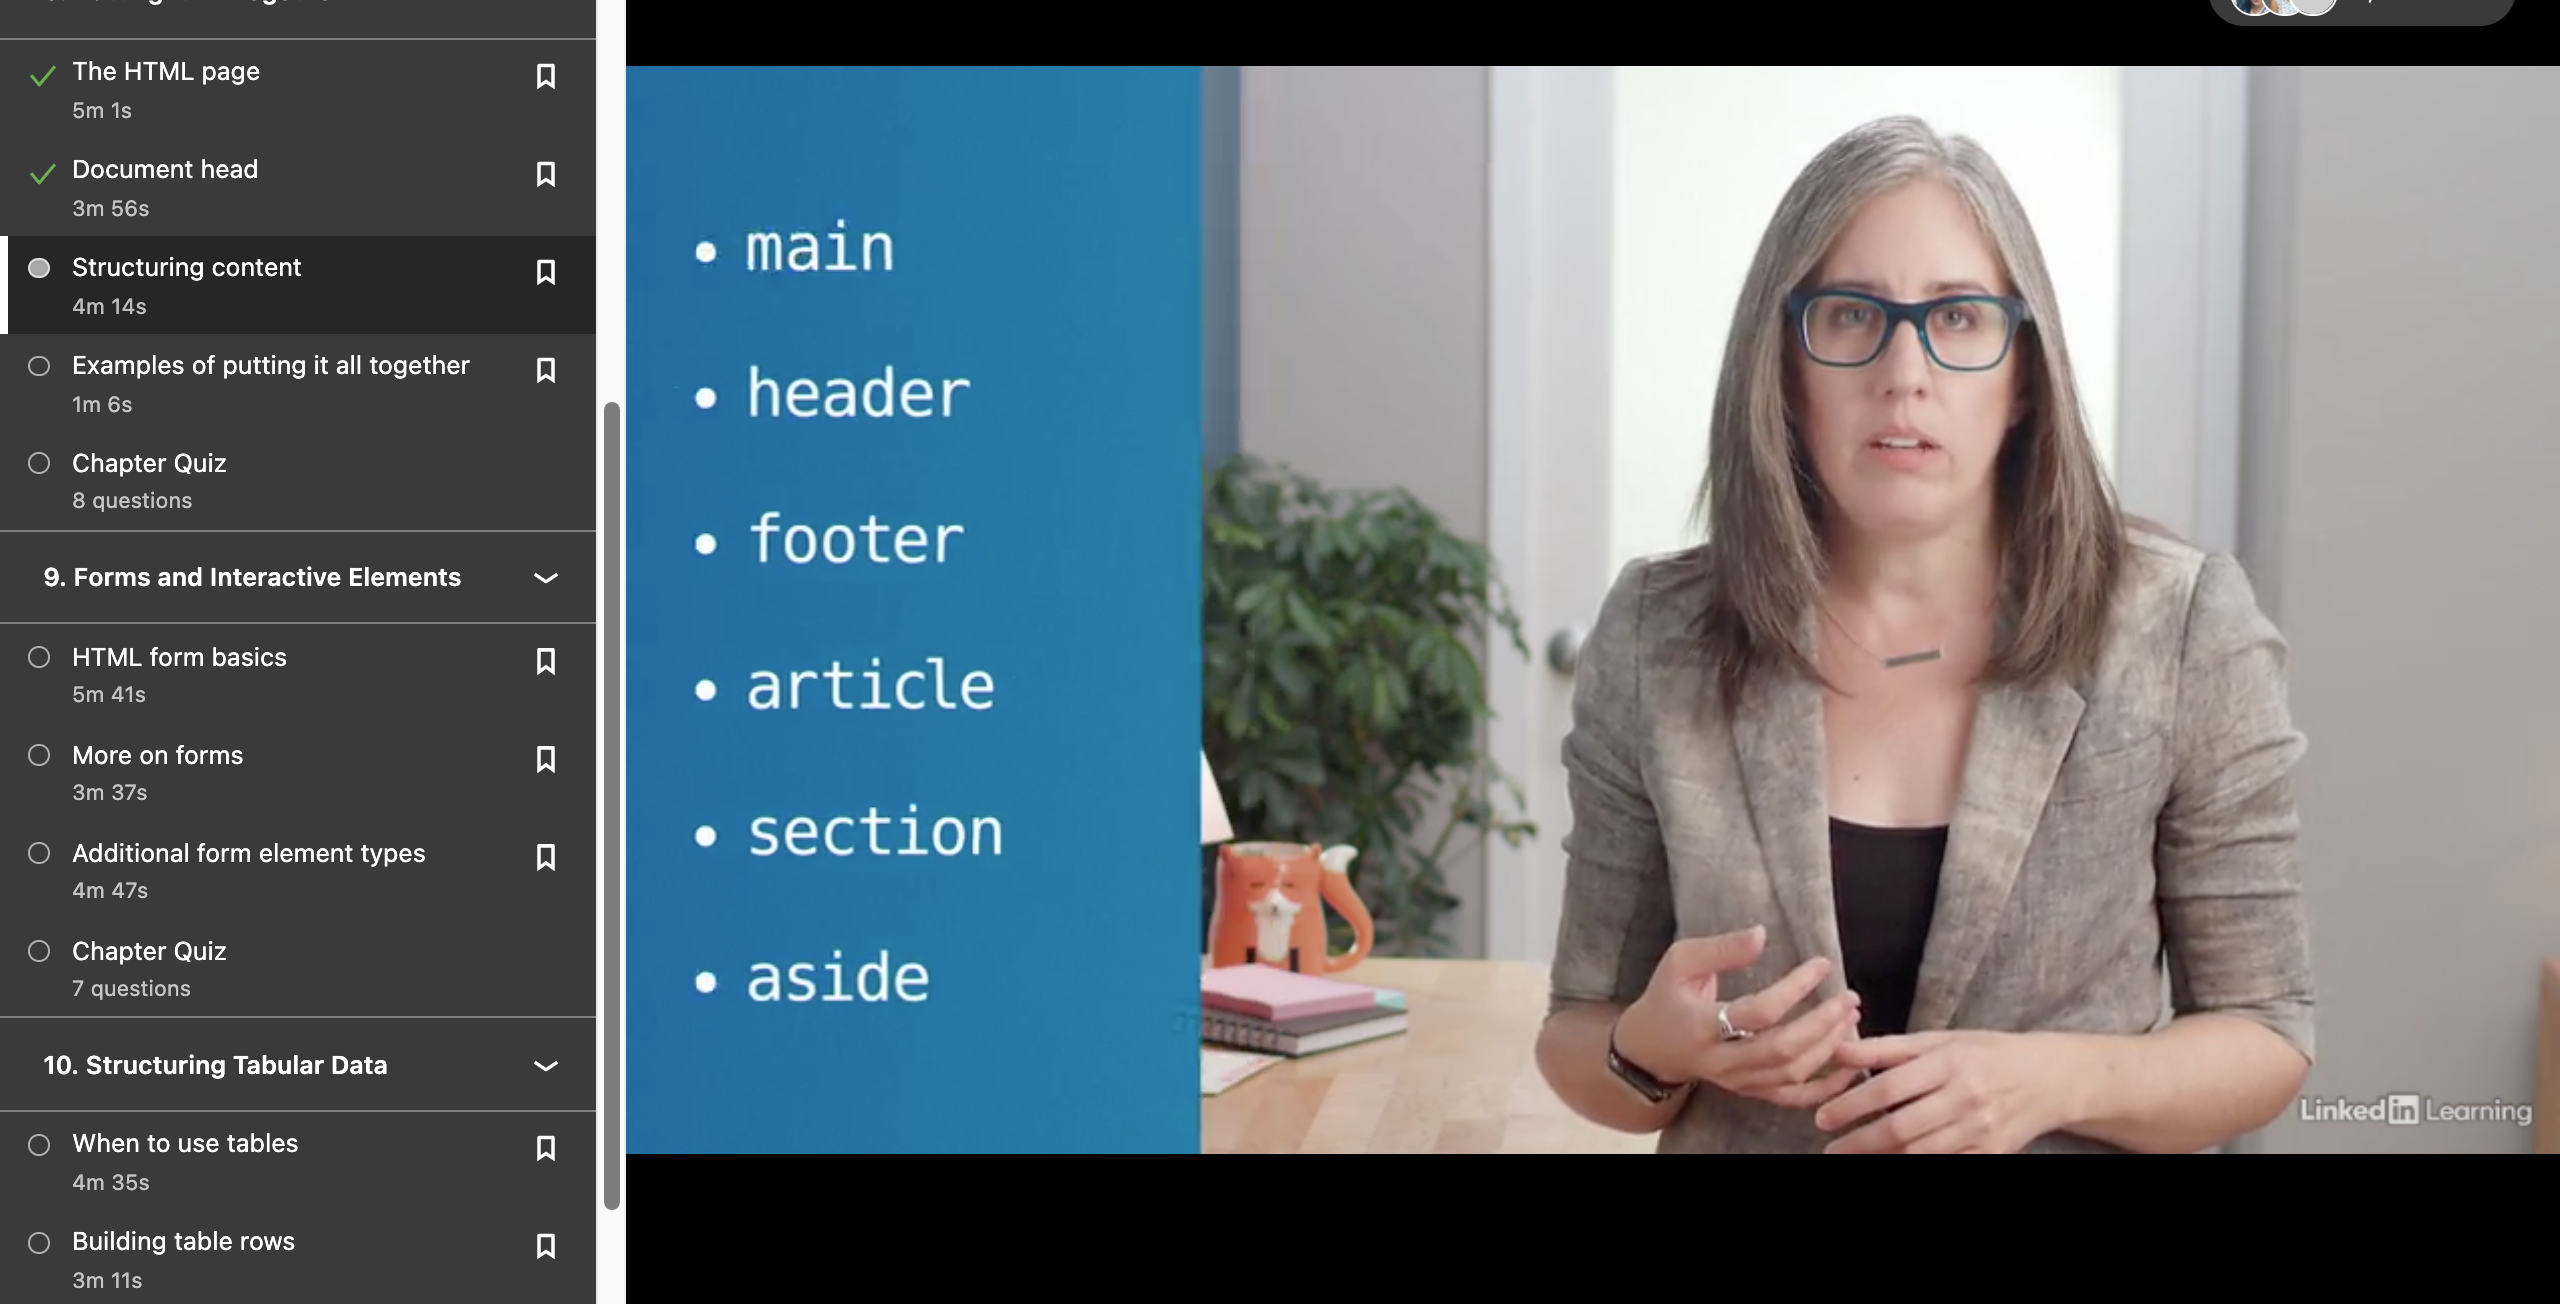 The HTML page
5m 1s
Document head
3m 56s
Structuring content
4m 14s
Examples of putting it all together
1m 6s
Chapter Quiz
8 questions
9. Forms and Interactive Elements
HTML form basics
5m 41s
More on forms
3m 37s
Additional form element types
4m 47s
Chapter Quiz
7 questions
10. Structuring Tabular Data
When to use tables
4m 35s
Building table rows
3m 11s
• main
• header
• footer
• article
• section
• aside
Linked in Learning